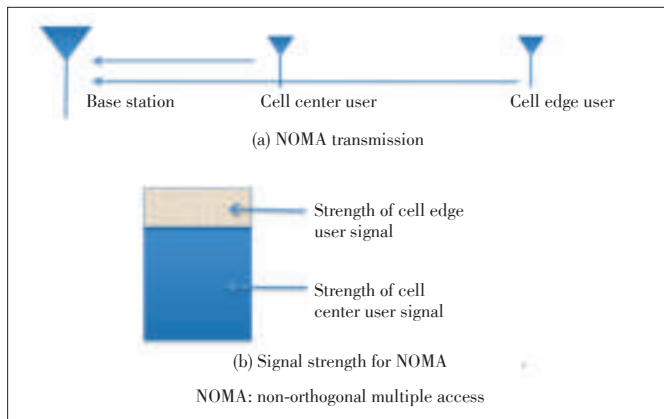 Base station
Cell center user
Cell edge user
(a) NOMA transmission
Strength of cell edge
user signal
Strength of cell
center user signal
(b) Signal strength for NOMA
NOMA: non-orthogonal multiple access